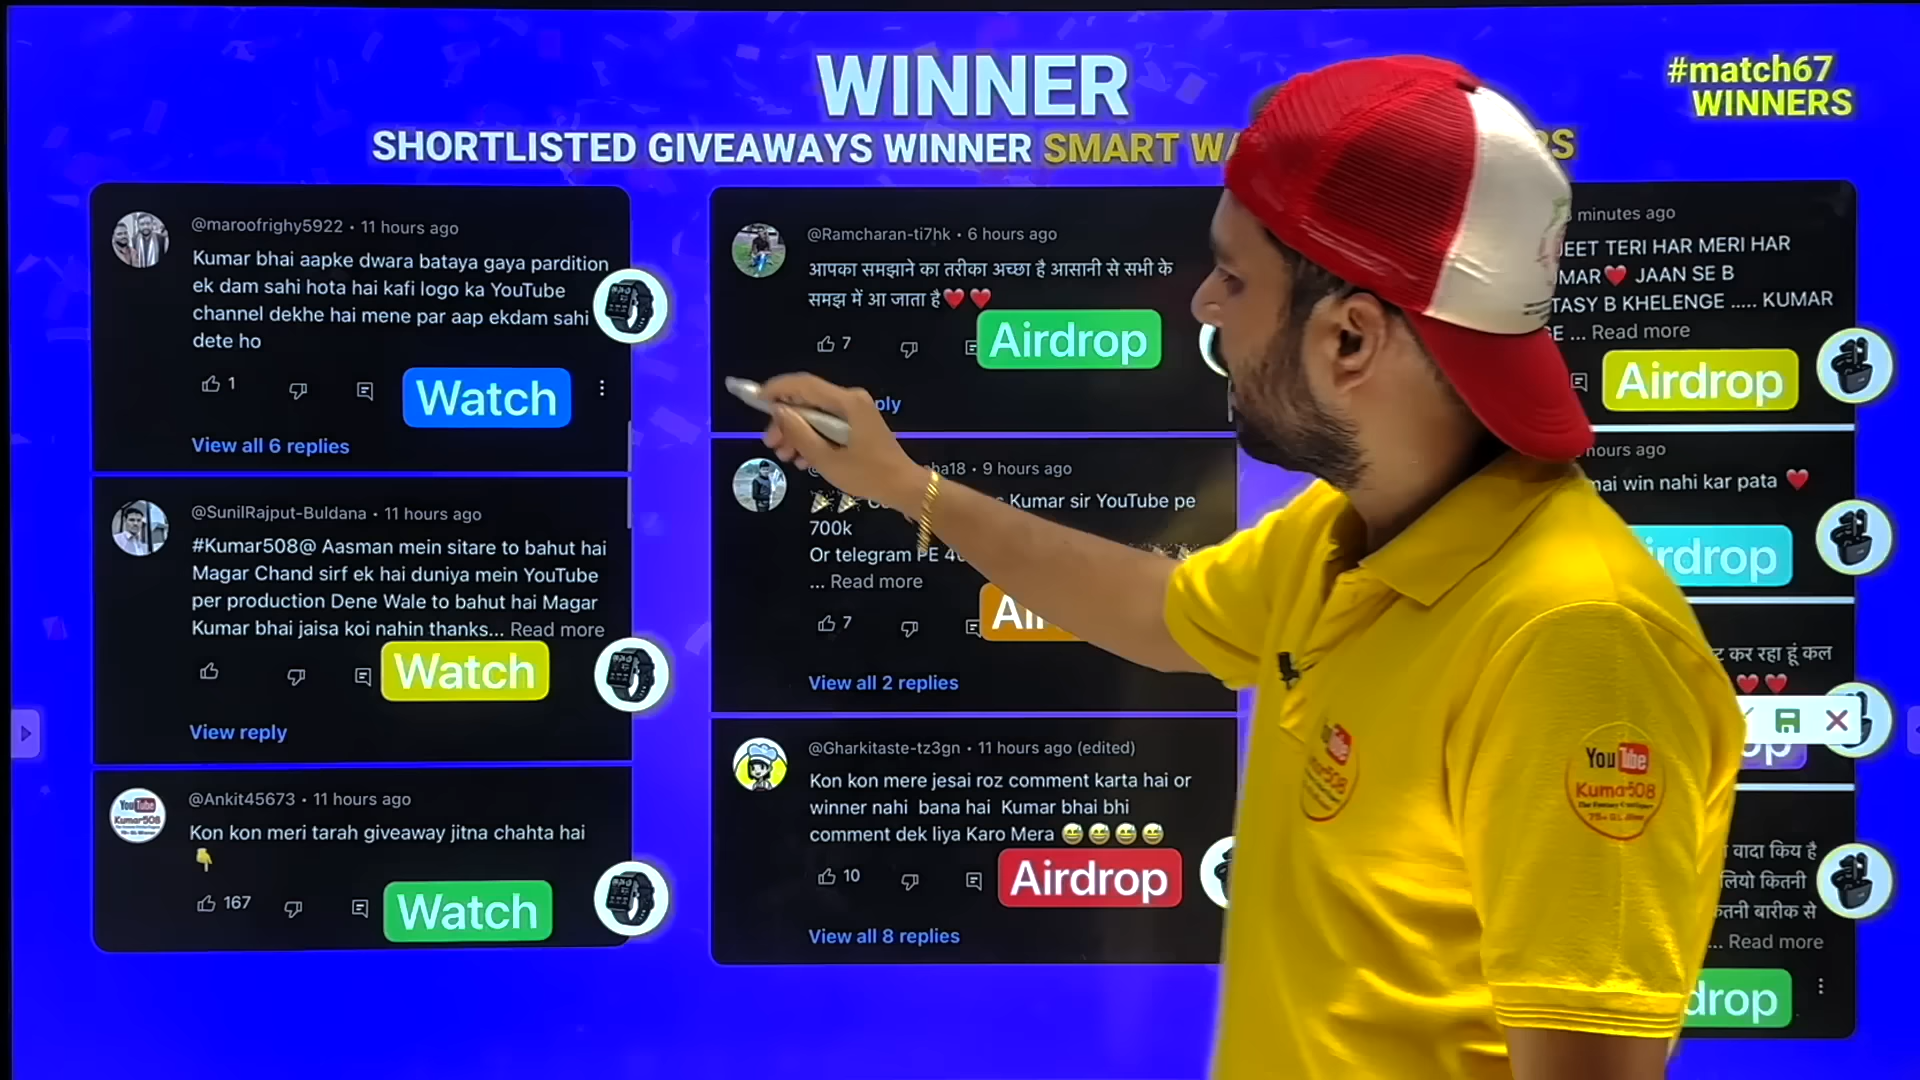 WINNER
#match67
WINNERS
SHORTLISTED GIVEAWAYS WINNER SMART
@maroofrighy5922 • 11 hours ago
Kumar bhai aapke dwara bataya gaya pardition
ek dam sahi hota hai kafi logo ka YouTube
channel dekhe hai mene par aap ekdam sahi
dete ho
1
Watch
View all 6 replies
@SunilRajput-Buldana • 11 hours ago
#Kumar508@ Aasman mein sitare to bahut hai
Magar Chand sirf ek hai duniya mein YouTube
per production Dene Wale to bahut hai Magar
Kumar bhai jaisa koi nahin thanks... Read more
Watch
View reply
@Ankit45673 • 11 hours ago
Kon kon meri tarah giveaway jitna chahta hai
👇
167
Watch
@Ramcharan-ti7hk • 6 hours ago
आपका समझाने का तरीका अच्छा है आसानी से सभी के
समझ में आ जाता है❤️❤️
7
Airdrop
ha18 • 9 hours ago
Kumar sir YouTube pe
700k
Or telegram PE
... Read more
7
View all 2 replies
@Gharkitaste-tz3gn • 11 hours ago (edited)
Kon kon mere jesai roz comment karta hai or
winner nahi bana hai Kumar bhai bhi
comment dek liya Karo Mera 😅😅😅😅
10
Airdrop
View all 8 replies
minutes ago
JEET TERI HAR MERI HAR
❤️ JAAN SE B
B KHELENGE ..... KUMAR
... Read more
Airdrop
hours ago
mai win nahi kar pata ❤️
कर रहा हूं कल
❤️❤️
वादा किय है
कितनी
बारीक से
... Read more
YouTube
Kumar508